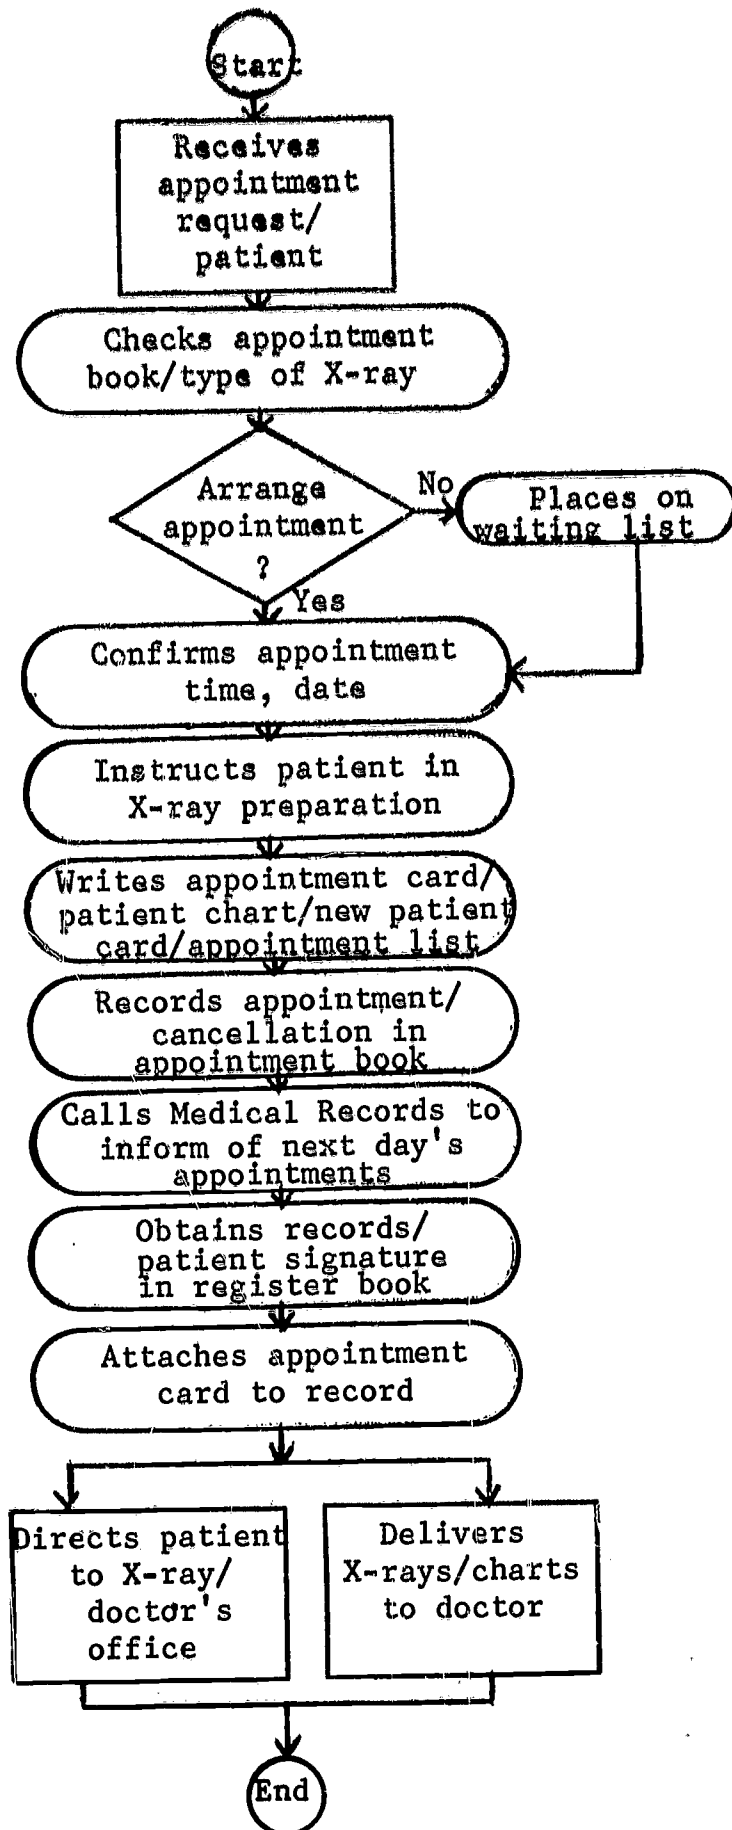 Start
Receives
appointment
request/
patient
Checks appointment
book/type of X-ray
Arrange
appointment
?
No
Places on
waiting list
Yes
Confirms appointment
time, date
Instructs patient in
X-ray preparation
Writes appointment card/
patient chart/new patient
card/appointment list
Records appointment/
cancellation in
appointment book
Calls Medical Records to
inform of next day's
appointments
Obtains records/
patient signature
in register book
Attaches appointment
card to record
Directs patient
to X-ray/
doctor's
office
Delivers
X-rays/charts
to doctor
End